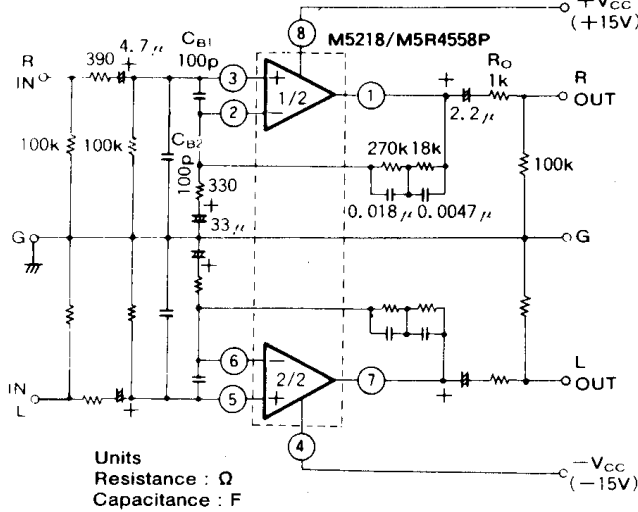 +VCC
(+15V)
8
M5218/M5R4558P
CB1
100p
4.7μ
+
390
R
IN
3
+
1/2
2
−
1
+
2.2μ
RO
1k
R
OUT
100k
100k
CB2
100p
330
+
33μ
270k
18k
0.018μ
0.0047μ
100k
G
G
+
6
−
2/2
5
+
7
+
L
OUT
IN
L
+
4
−VCC
(−15V)
Units
Resistance : Ω
Capacitance : F